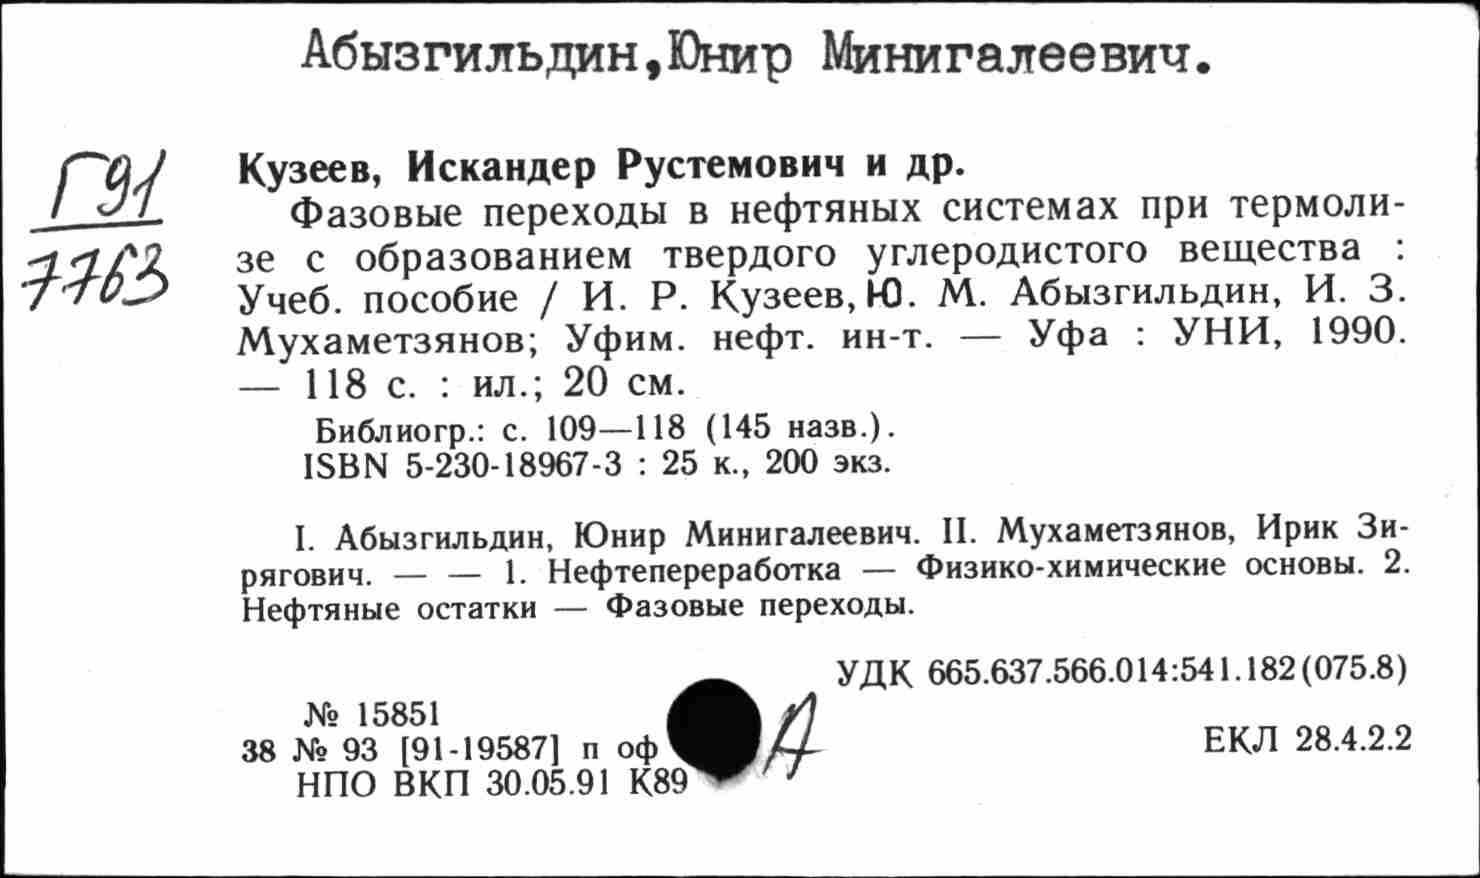 Абызгильдин, Юнир Минигалеевич.
Г91
7763
Кузеев, Искандер Рустемович и др.
Фазовые переходы в нефтяных системах при термоли-
зе с образованием твердого углеродистого вещества :
Учеб. пособие / И. Р. Кузеев, Ю. М. Абызгильдин, И. З.
Мухаметзянов; Уфим. нефт. ин-т. — Уфа : УНИ, 1990.
— 118 с. : ил.; 20 см.
Библиогр.: с. 109—118 (145 назв.).
ISBN 5-230-18967-3 : 25 к., 200 экз.
I. Абызгильдин, Юнир Минигалеевич. II. Мухаметзянов, Ирик Зи-
рягович. — — 1. Нефтепереработка — Физико-химические основы. 2.
Нефтяные остатки — Фазовые переходы.
УДК 665.637.566.014:541.182(075.8)
№ 15851
38 № 93 [91-19587] п оф
А
ЕКЛ 28.4.2.2
НПО ВКП 30.05.91 К89